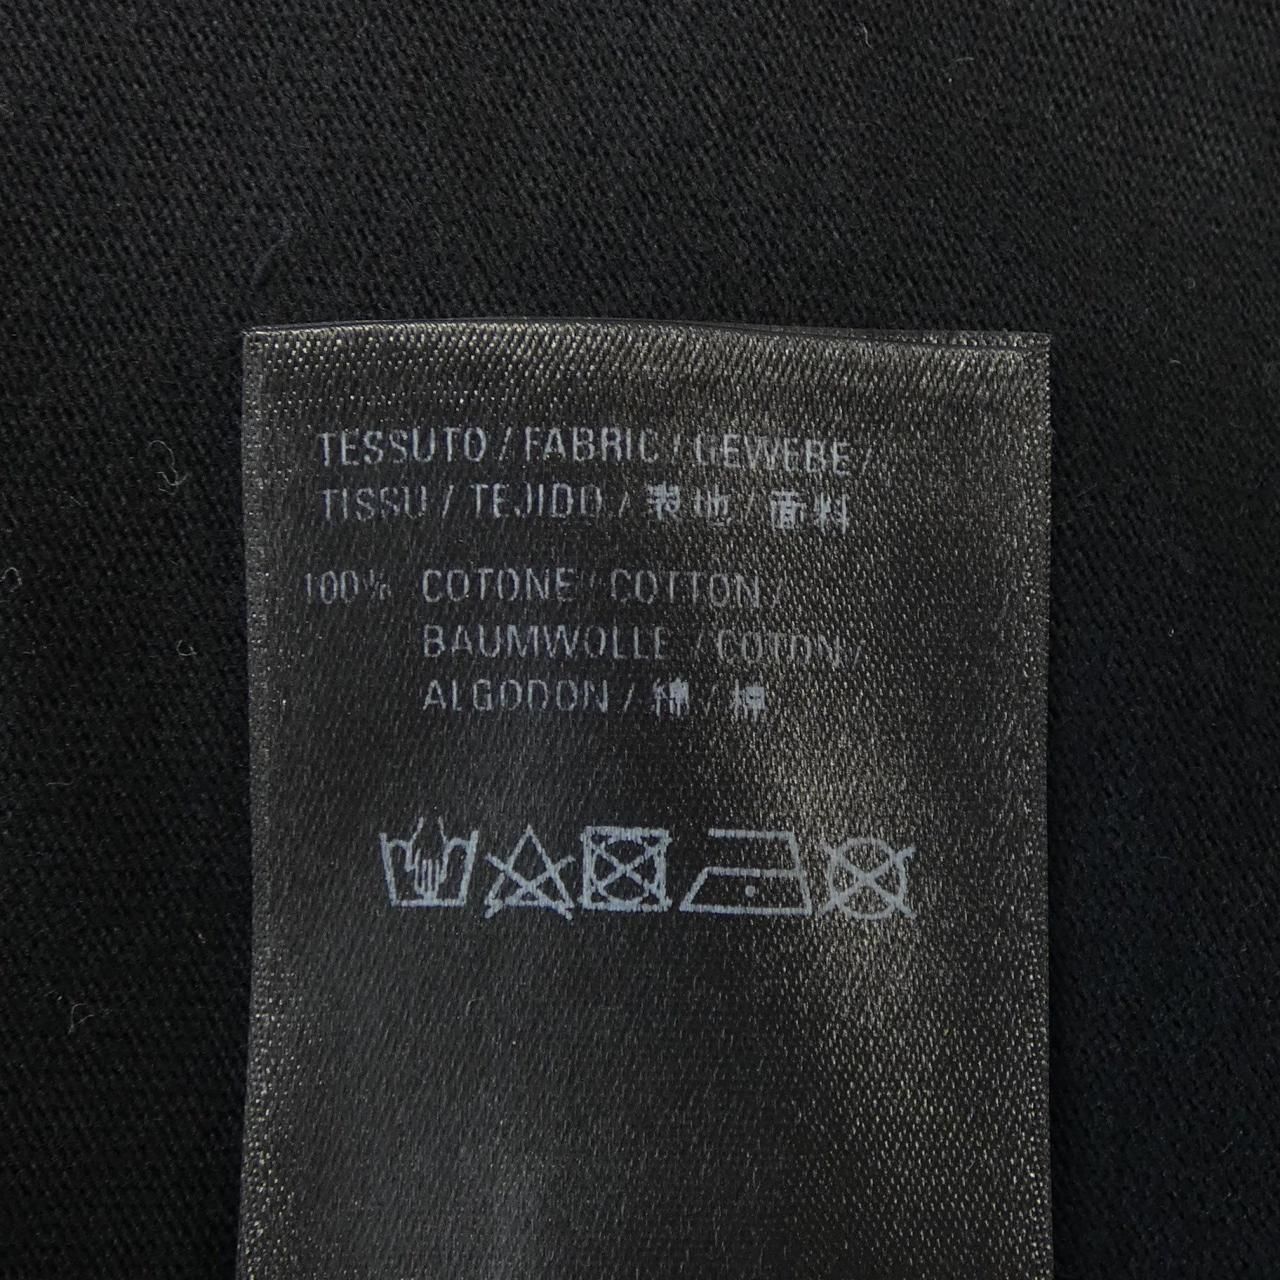 TESSUTO / FABRIC / GEWEBE /
TISSU / TEJIDO / 表地 / 面料
100% COTONE / COTTON /
BAUMWOLLE / COTON /
ALGODON / 綿 / 棉